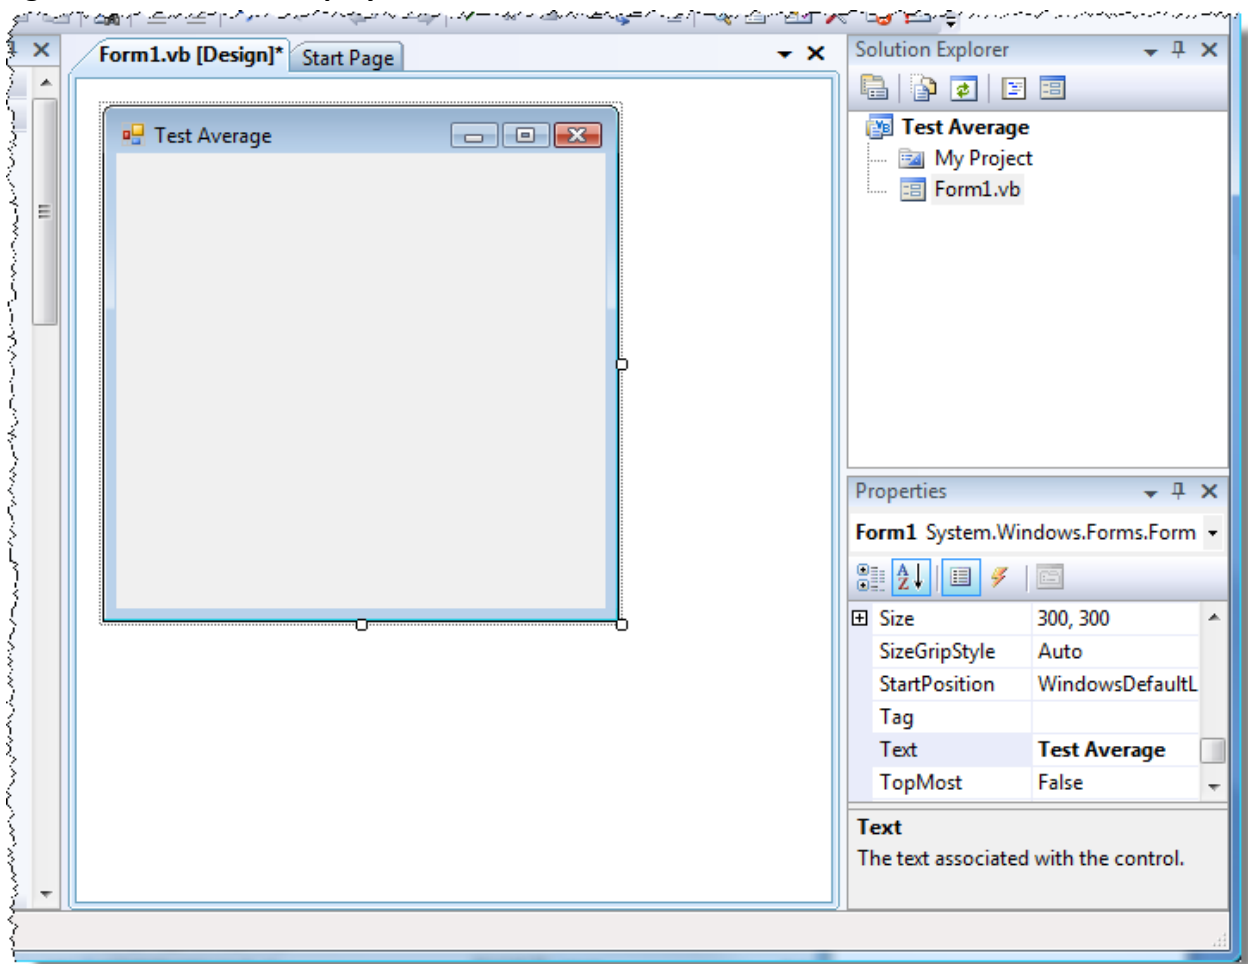 Form1.vb [Design]* Start Page
Test Average
Solution Explorer
Test Average
My Project
Form1.vb
Properties
Form1 System.Windows.Forms.Form
Size 300, 300
SizeGripStyle Auto
StartPosition WindowsDefaultL
Tag
Text Test Average
TopMost False
Text
The text associated with the control.